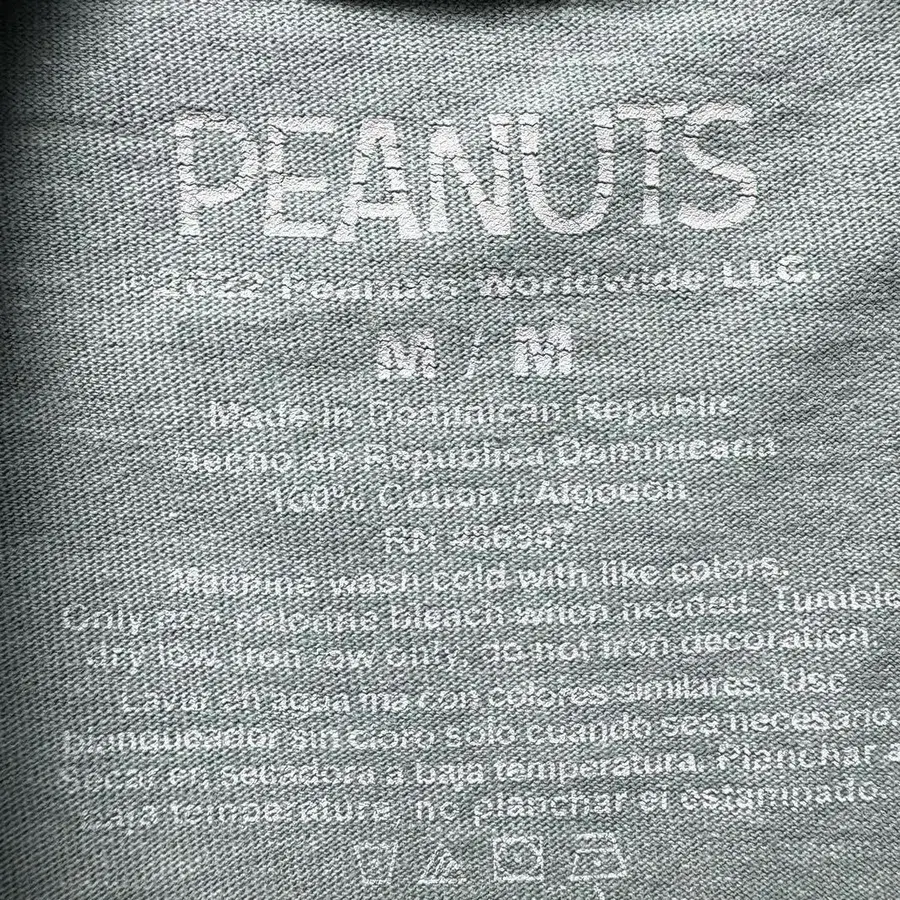 PEANUTS
Peanuts Worldwide LLC.
M / M
Made in Dominican Republic
Hecho en Republica Dominicana
100% Cotton / Algodon
RN
Machine wash cold with like colors.
Only non chlorine bleach when needed. Tumble
dry low. Iron low only, do not iron decoration
Lavar en agua fria con colores similares. Use
blanqueador sin cloro solo cuando sea necesario.
Secar en secadora a baja temperatura. Planchar a
baja temperatura, no planchar el estampado.